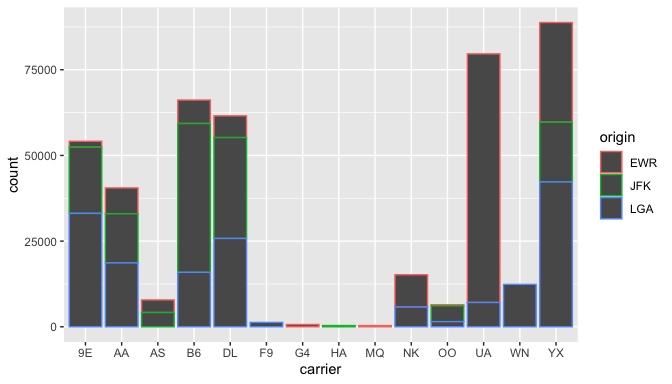 75000
50000
25000
0
count
9E AA AS B6 DL F9 G4 HA MQ NK OO UA WN YX
carrier
origin
EWR
JFK
LGA